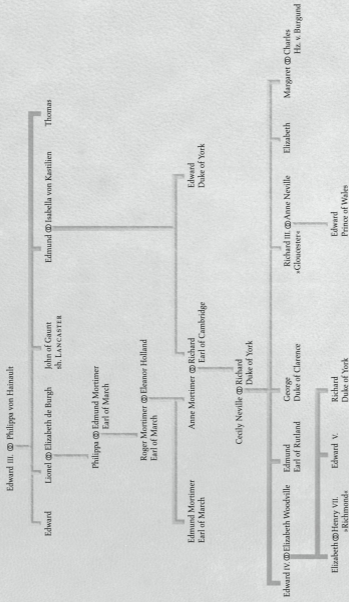 Edward III. ⚭ Philippa von Hainault
Edward
Lionel ⚭ Elizabeth de Burgh
John of Gaunt
sh. LANCASTER
Edmund ⚭ Isabella von Kastilien
Thomas
Philippa ⚭ Edmund Mortimer
Earl of March
Roger Mortimer ⚭ Eleanor Holland
Earl of March
Edmund Mortimer
Earl of March
Anne Mortimer ⚭ Richard
Earl of Cambridge
Edward
Duke of York
Cecily Neville ⚭ Richard
Duke of York
Edward IV. ⚭ Elizabeth Woodville
Edmund
Earl of Rutland
George
Duke of Clarence
Richard III. ⚭ Anne Neville
»Gloucester«
Elizabeth
Margaret ⚭ Charles
Hz. v. Burgund
Elizabeth ⚭ Henry VII.
»Richmond«
Edward V.
Richard
Duke of York
Edward
Prince of Wales